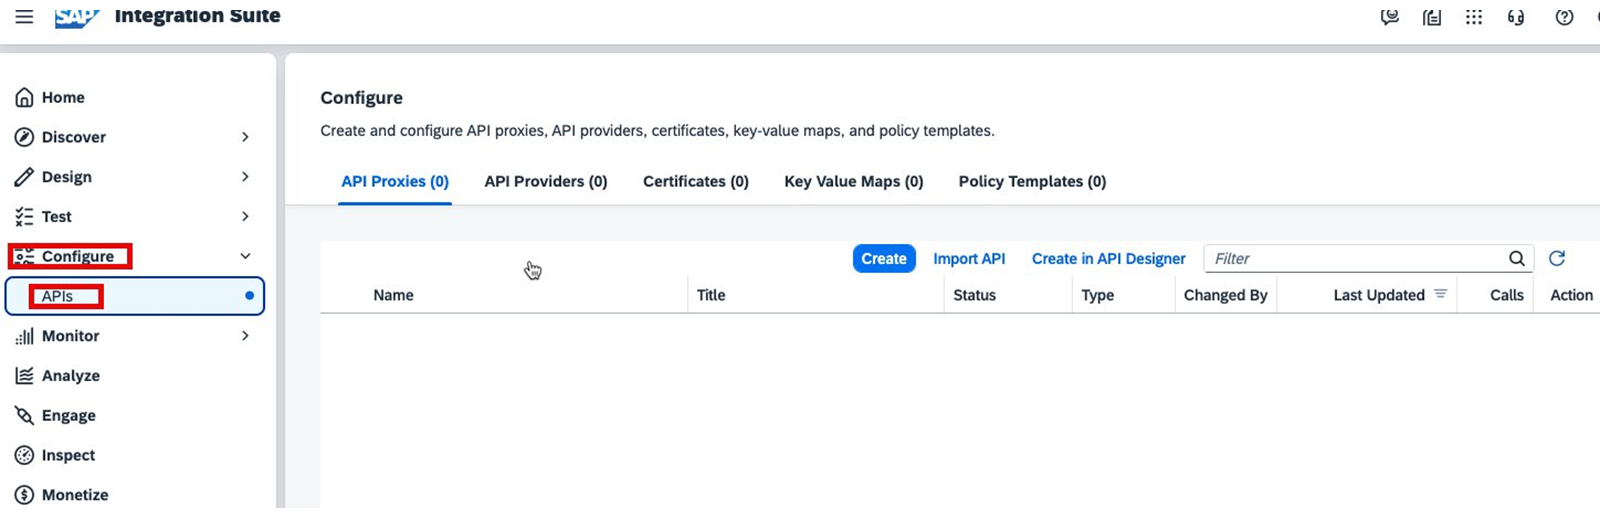 SAP Integration Suite
Home
Discover
Design
Test
Configure
APIs
Monitor
Analyze
Engage
Inspect
Monetize
Configure
Create and configure API proxies, API providers, certificates, key-value maps, and policy templates.
API Proxies (0) API Providers (0) Certificates (0) Key Value Maps (0) Policy Templates (0)
Create Import API Create in API Designer Filter
Name Title Status Type Changed By Last Updated Calls Action